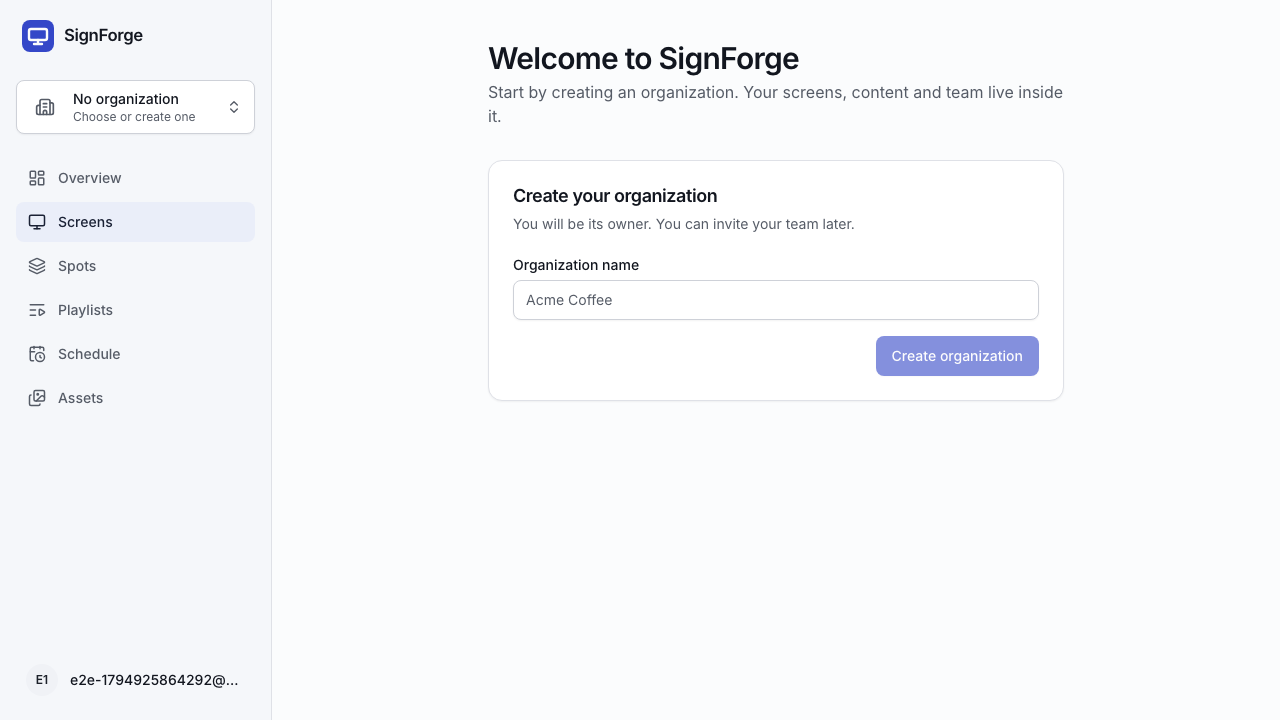 SignForge
No organization
Choose or create one
Overview
Screens
Spots
Playlists
Schedule
Assets
E1
e2e-1794925864292@...
Welcome to SignForge
Start by creating an organization. Your screens, content and team live inside
it.
Create your organization
You will be its owner. You can invite your team later.
Organization name
Acme Coffee
Create organization